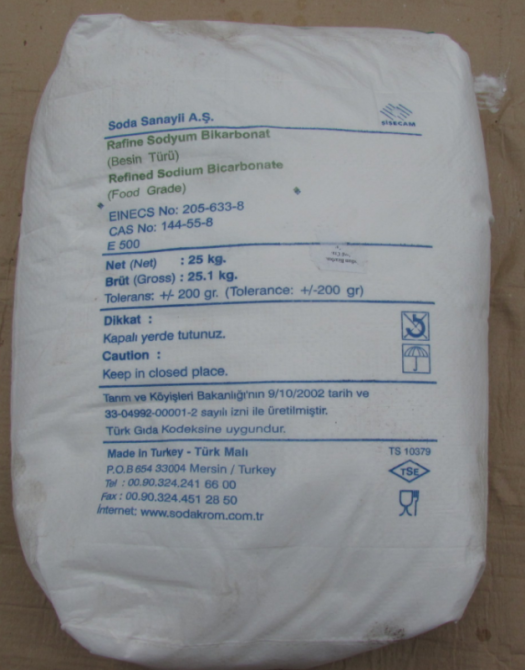 Soda Sanayii A.Ş.
ŞİŞECAM
Rafine Sodyum Bikarbonat
(Besin Türü)
Refined Sodium Bicarbonate
(Food Grade)
EINECS No: 205-633-8
CAS No: 144-55-8
E 500
Net (Net) : 25 kg.
Brüt (Gross) : 25.1 kg.
Tolerans: +/- 200 gr. (Tolerance: +/-200 gr)
Dikkat :
Kapalı yerde tutunuz.
Caution :
Keep in closed place.
Tarım ve Köyişleri Bakanlığı'nın 9/10/2002 tarih ve
33-04992-00001-2 sayılı izni ile üretilmiştir.
Türk Gıda Kodeksine uygundur.
Made in Turkey - Türk Malı
TS 10379
P.O.B 654 33004 Mersin / Turkey
TSE
Tel : 00.90.324.241 66 00
Fax : 00.90.324.451 28 50
İnternet: www.sodakrom.com.tr